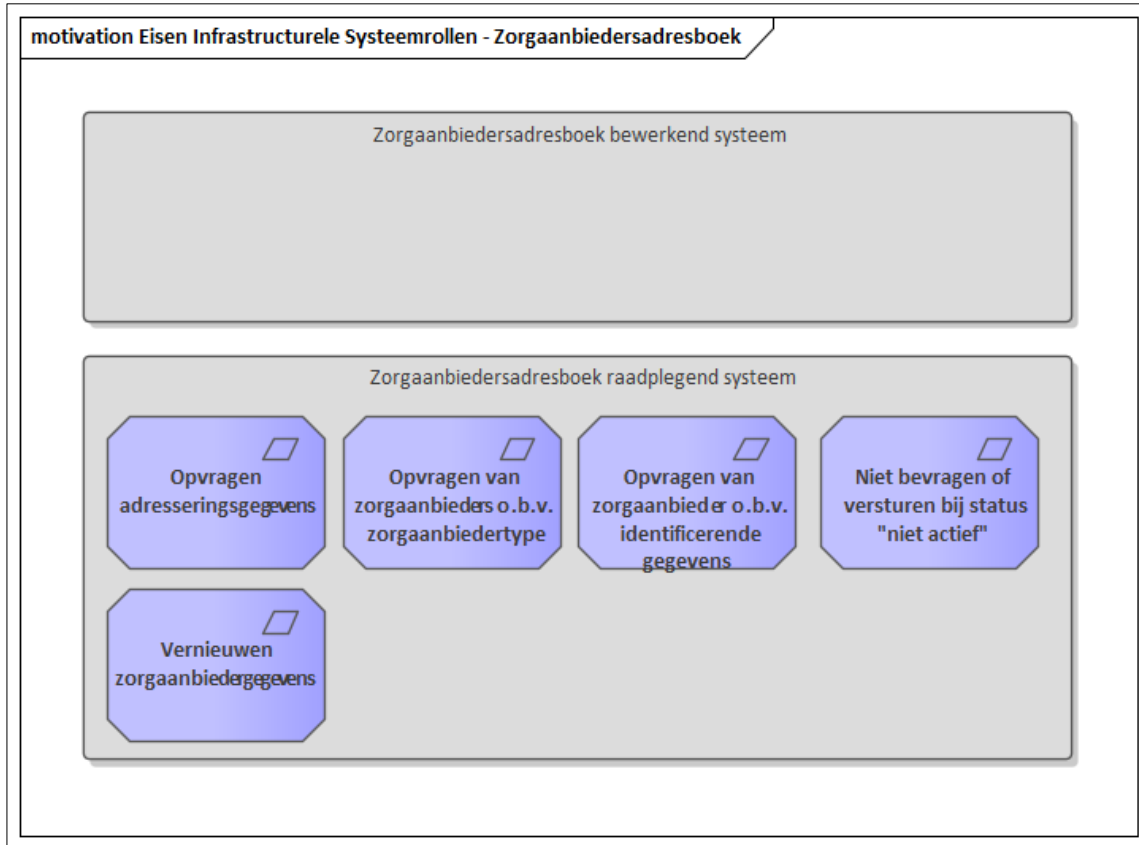 motivation Eisen Infrastructurele Systeemrollen - Zorgaanbiedersadresboek
Zorgaanbiedersadresboek bewerkend systeem
Zorgaanbiedersadresboek raadplegend systeem
Opvragen
adresseringsgegevens
Opvragen van
zorgaanbieders o.b.v.
zorgaanbiedertype
Opvragen van
zorgaanbieder o.b.v.
identificerende
gegevens
Niet bevragen of
versturen bij status
"niet actief"
Vernieuwen
zorgaanbiedergegevens